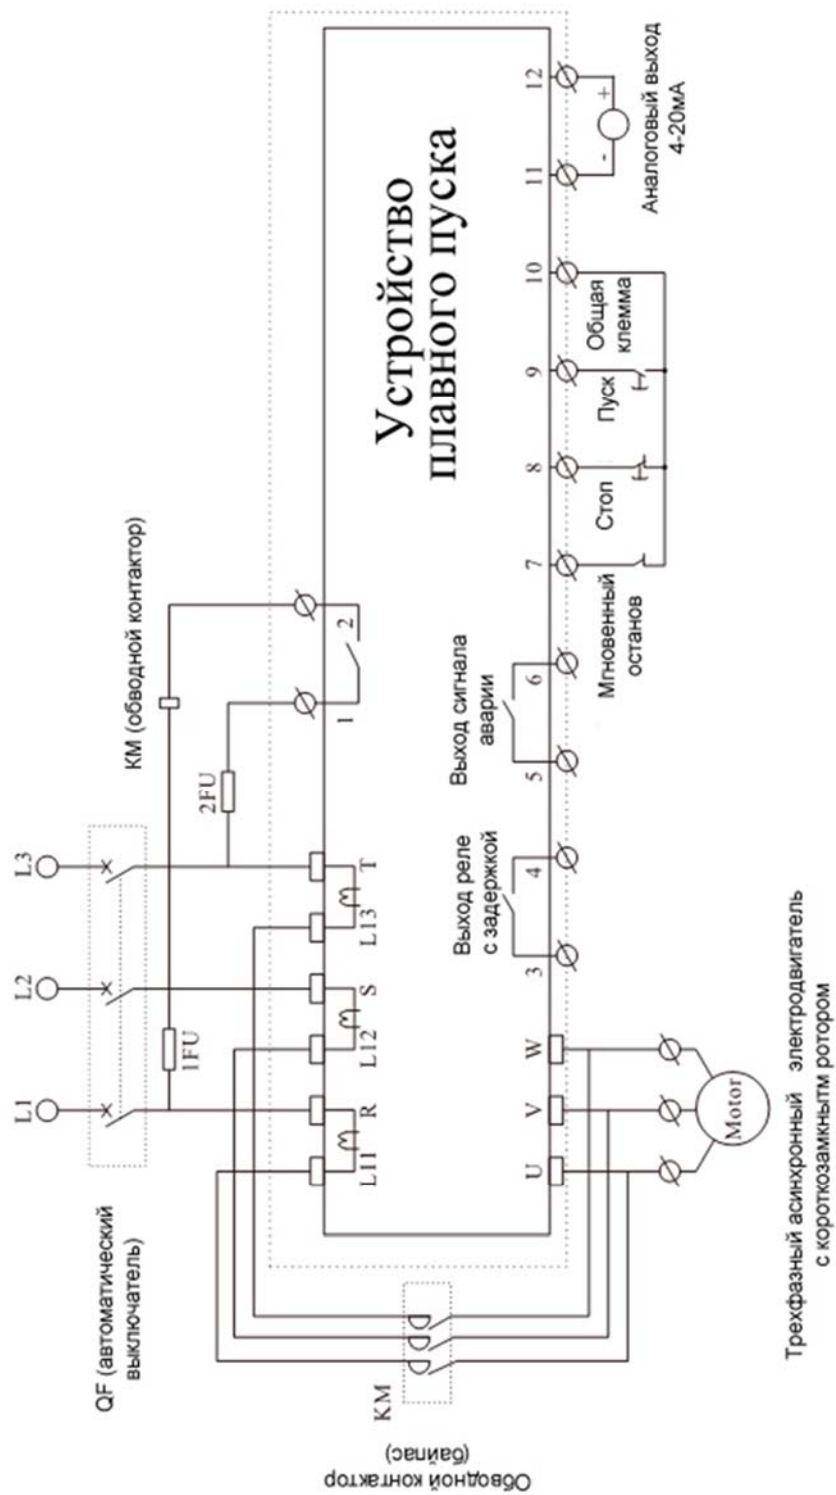 L1
L2
L3
QF (автоматический
выключатель)
1FU
КМ (обводной контактор)
2FU
L11
R
L12
S
L13
T
1
2
Устройство
плавного пуска
КМ
Обводной контактор
(байпас)
U
V
W
3
4
5
6
7
8
9
10
11
12
Выход реле
с задержкой
Выход сигнала
аварии
Мгновенный
останов
Стоп
Пуск
Общая
клемма
- +
Аналоговый выход
4-20мА
Motor
Трехфазный асинхронный электродвигатель
с короткозамкнытм ротором